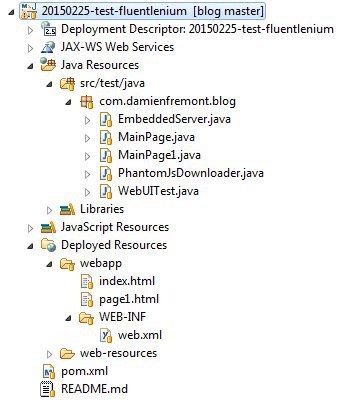 20150225-test-fluentlenium [blog master]
Deployment Descriptor: 20150225-test-fluentlenium
JAX-WS Web Services
Java Resources
src/test/java
com.damienfremont.blog
EmbeddedServer.java
MainPage.java
MainPage1.java
PhantomJsDownloader.java
WebUITest.java
Libraries
JavaScript Resources
Deployed Resources
webapp
index.html
page1.html
WEB-INF
web.xml
web-resources
pom.xml
README.md